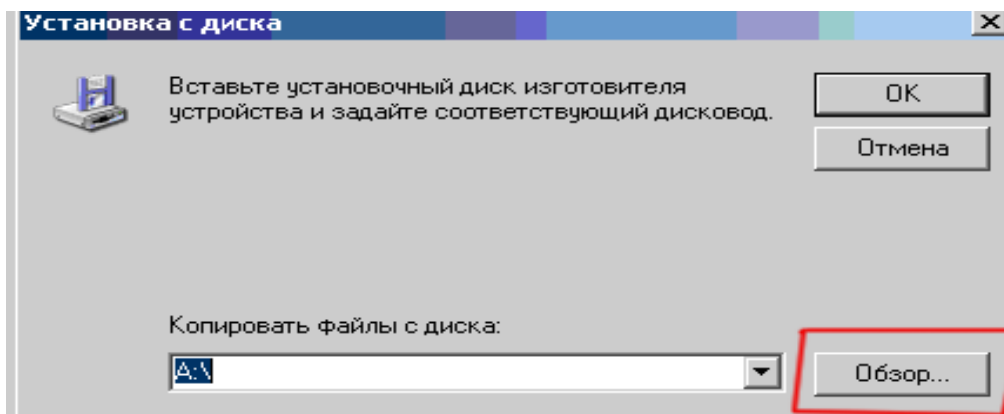 Установка с диска
Вставьте установочный диск изготовителя
устройства и задайте соответствующий дисковод.
OK
Отмена
Копировать файлы с диска:
A:\
Обзор...